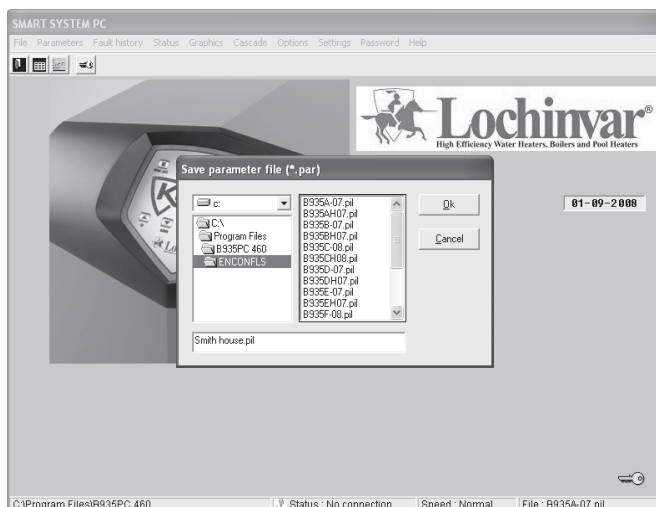 SMART SYSTEM PC
File Parameters Fault history Status Graphics Cascade Options Settings Password Help
Lochinvar®
High Efficiency Water Heaters, Boilers and Pool Heaters
01-09-2008
Save parameter file (*.par)
c:
C:\
Program Files
B935PC 460
ENCONFLS
B935A-07.pil
B935AH07.pil
B935B-07.pil
B935BH07.pil
B935C-08.pil
B935CH08.pil
B935D-07.pil
B935DH07.pil
B935E-07.pil
B935EH07.pil
B935F-08.pil
Ok
Cancel
Smith house.pil
C:\Program Files\B935PC 460 Status : No connection Speed : Normal File : B935A-07.pil